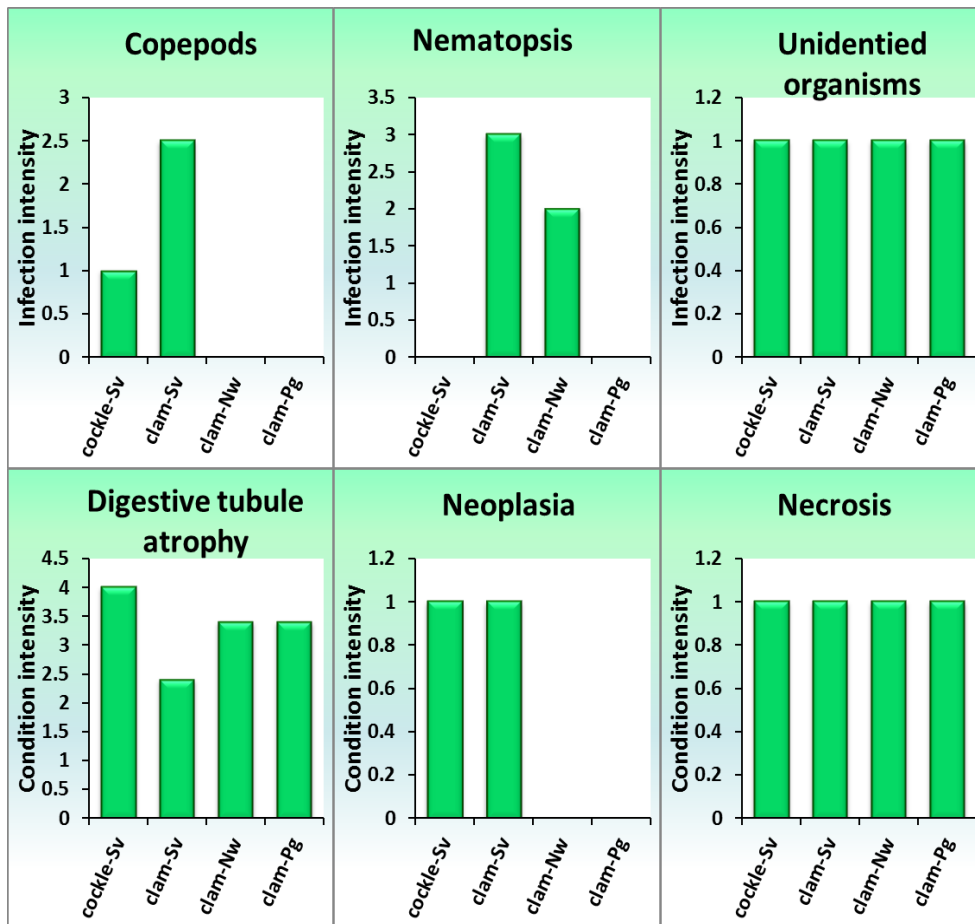 Copepods
Infection intensity
3
2.5
2
1.5
1
0.5
0
cockle-Sv
clam-Sv
clam-Nw
clam-Pg
Nematopsis
Infection intensity
3.5
3
2.5
2
1.5
1
0.5
0
cockle-Sv
clam-Sv
clam-Nw
clam-Pg
Unidentied
organisms
Infection intensity
1.2
1
0.8
0.6
0.4
0.2
0
cockle-Sv
clam-Sv
clam-Nw
clam-Pg
Digestive tubule
atrophy
Condition intensity
4.5
4
3.5
3
2.5
2
1.5
1
0.5
0
cockle-Sv
clam-Sv
clam-Nw
clam-Pg
Neoplasia
Condition intensity
1.2
1
0.8
0.6
0.4
0.2
0
cockle-Sv
clam-Sv
clam-Nw
clam-Pg
Necrosis
Condition intensity
1.2
1
0.8
0.6
0.4
0.2
0
cockle-Sv
clam-Sv
clam-Nw
clam-Pg